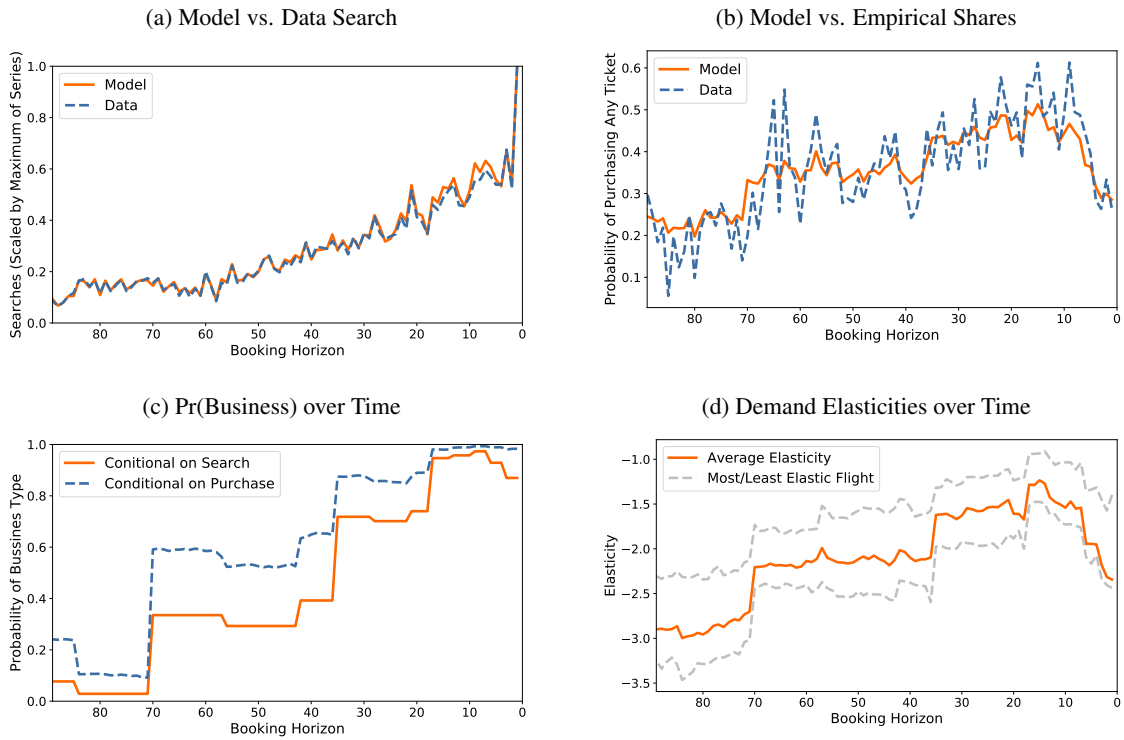 (a) Model vs. Data Search
Searches (Scaled by Maximum of Series)
1.0
0.8
0.6
0.4
0.2
0.0
Model
Data
80 70 60 50 40 30 20 10 0
Booking Horizon
(b) Model vs. Empirical Shares
Probability of Purchasing Any Ticket
0.6
0.5
0.4
0.3
0.2
0.1
Model
Data
80 70 60 50 40 30 20 10 0
Booking Horizon
(c) Pr(Business) over Time
Probability of Bussines Type
1.0
0.8
0.6
0.4
0.2
0.0
Conitional on Search
Conditional on Purchase
80 70 60 50 40 30 20 10 0
Booking Horizon
(d) Demand Elasticities over Time
Elasticity
−1.0
−1.5
−2.0
−2.5
−3.0
−3.5
Average Elasticity
Most/Least Elastic Flight
80 70 60 50 40 30 20 10 0
Booking Horizon